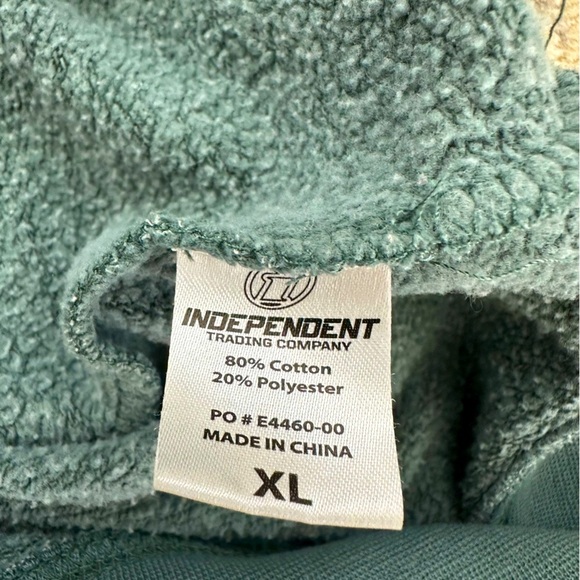 INDEPENDENT
TRADING COMPANY
80% Cotton
20% Polyester
PO # E4460-00
MADE IN CHINA
XL